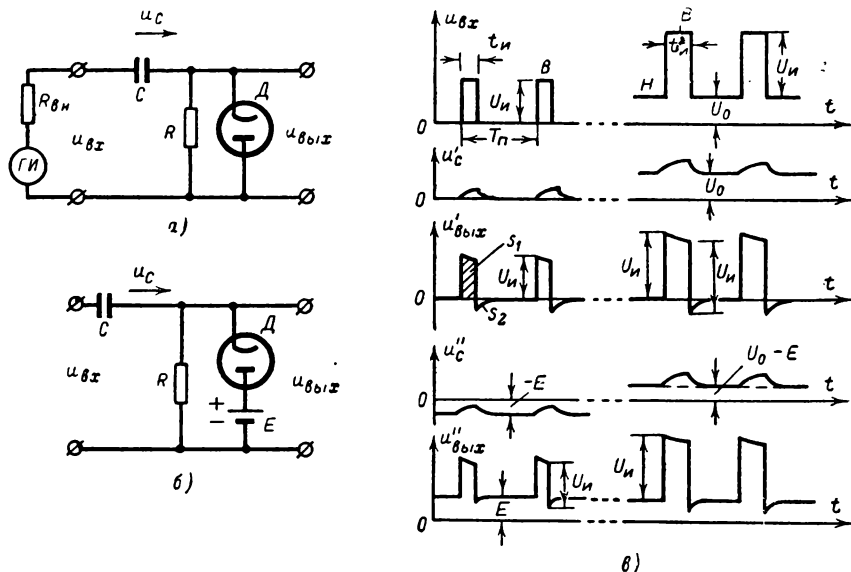 u_c
C
R_вн
ГИ
u_вх
R
Д
u_вых
а)
u_c
C
u_вх
R
Д
+
−
E
u_вых
б)
u_вх
t_и
B
U_и
0
T_п
B
t_и
H
U_и
U_0
t
u'_c
0
U_0
t
u'_вых
S_1
U_и
S_2
0
U_и
U_и
t
u''_c
-E
0
U_0 - E
t
u''_вых
U_и
E
0
U_и
t
в)